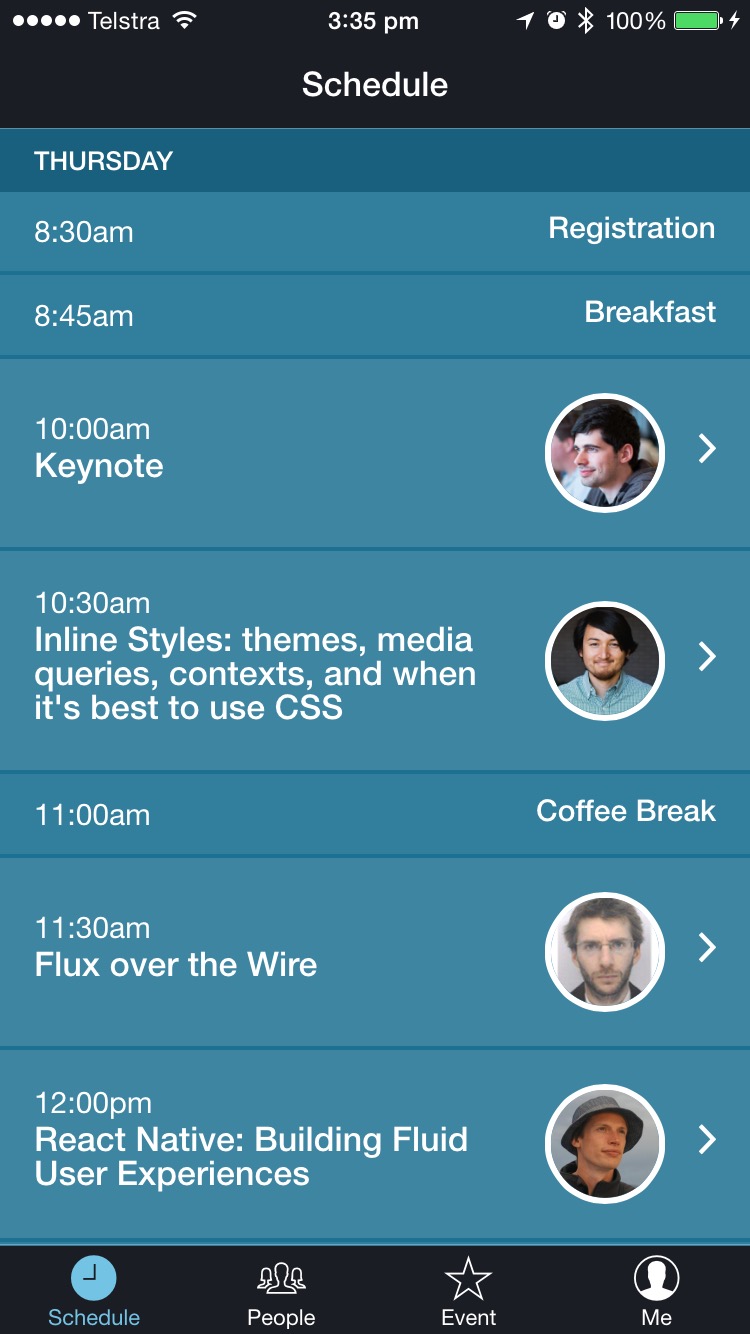 Telstra 3:35 pm 100%
Schedule
THURSDAY
8:30am Registration
8:45am Breakfast
10:00am
Keynote
10:30am
Inline Styles: themes, media
queries, contexts, and when
it's best to use CSS
11:00am Coffee Break
11:30am
Flux over the Wire
12:00pm
React Native: Building Fluid
User Experiences
Schedule People Event Me